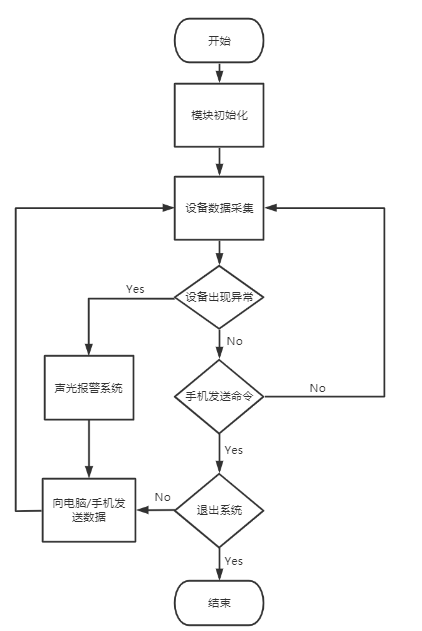 开始
模块初始化
设备数据采集
设备出现异常
Yes
No
声光报警系统
手机发送命令
No
Yes
向电脑/手机发
送数据
No
退出系统
Yes
结束